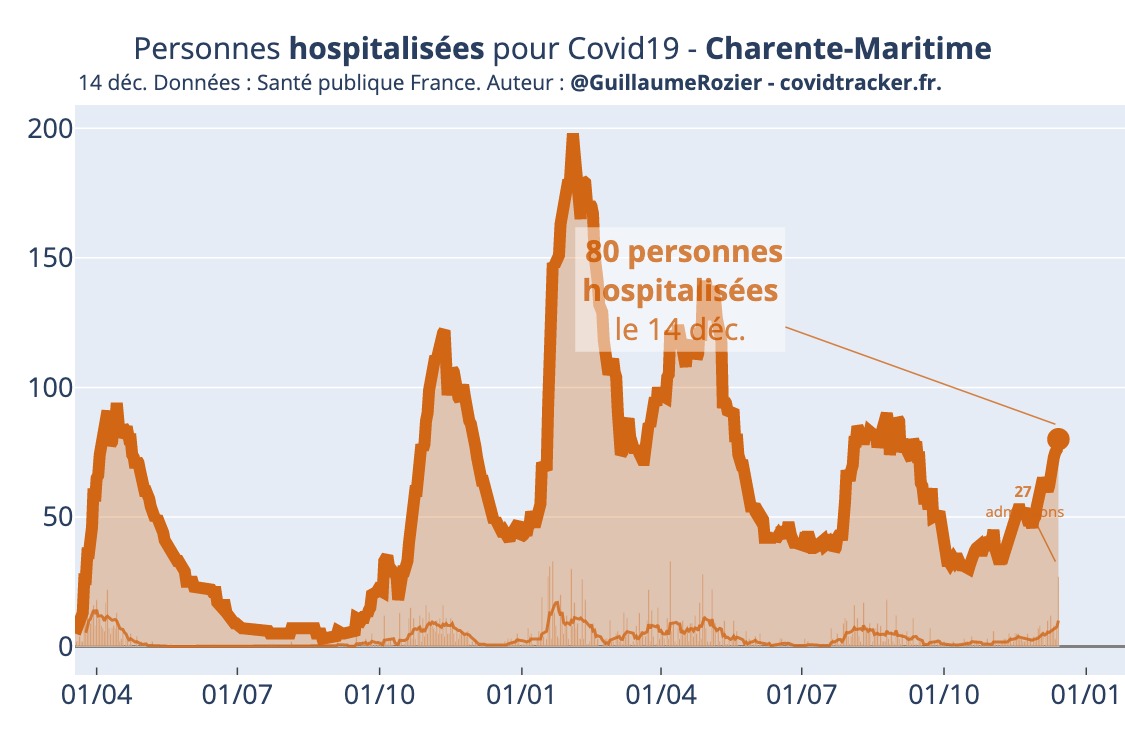 Personnes hospitalisées pour Covid19 - Charente-Maritime
14 déc. Données : Santé publique France. Auteur : @GuillaumeRozier - covidtracker.fr.
200
150
100
50
0
80 personnes
hospitalisées
le 14 déc.
27
admissions
01/04 01/07 01/10 01/01 01/04 01/07 01/10 01/01